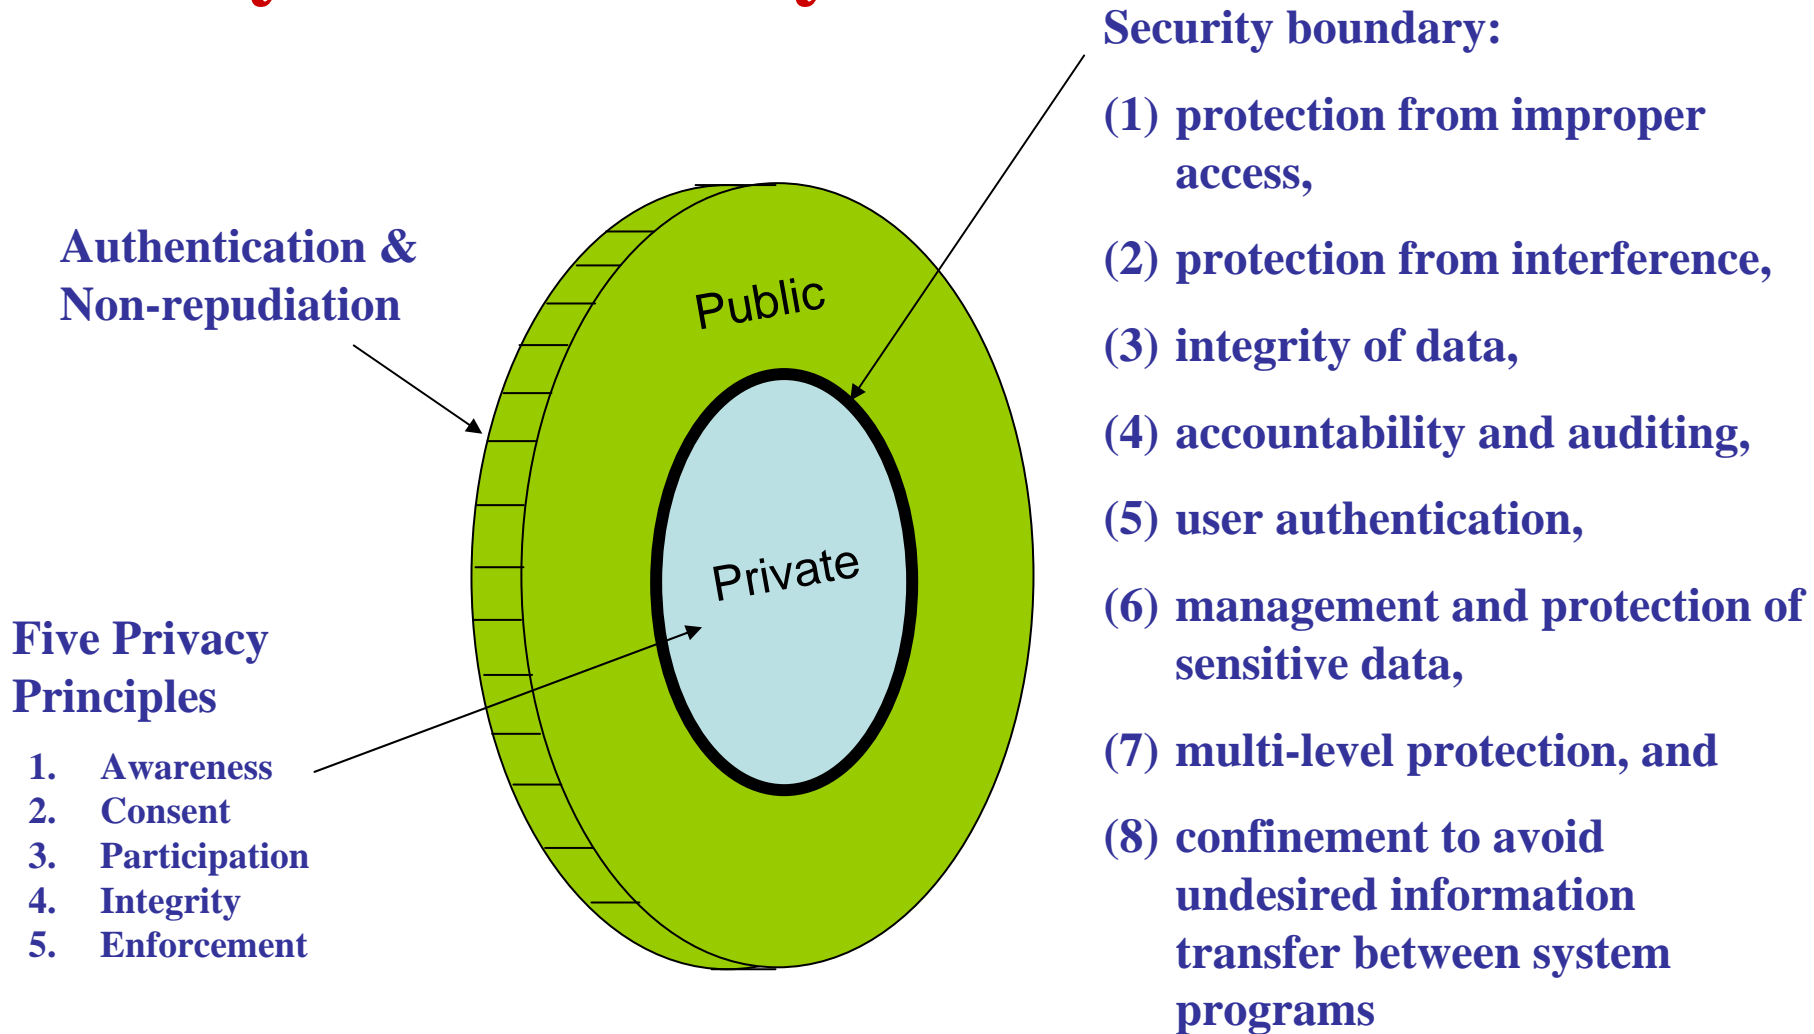 Security boundary:
(1) protection from improper
access,
(2) protection from interference,
(3) integrity of data,
(4) accountability and auditing,
(5) user authentication,
(6) management and protection of
sensitive data,
(7) multi-level protection, and
(8) confinement to avoid
undesired information
transfer between system
programs
Authentication &
Non-repudiation
Public
Private
Five Privacy
Principles
1. Awareness
2. Consent
3. Participation
4. Integrity
5. Enforcement